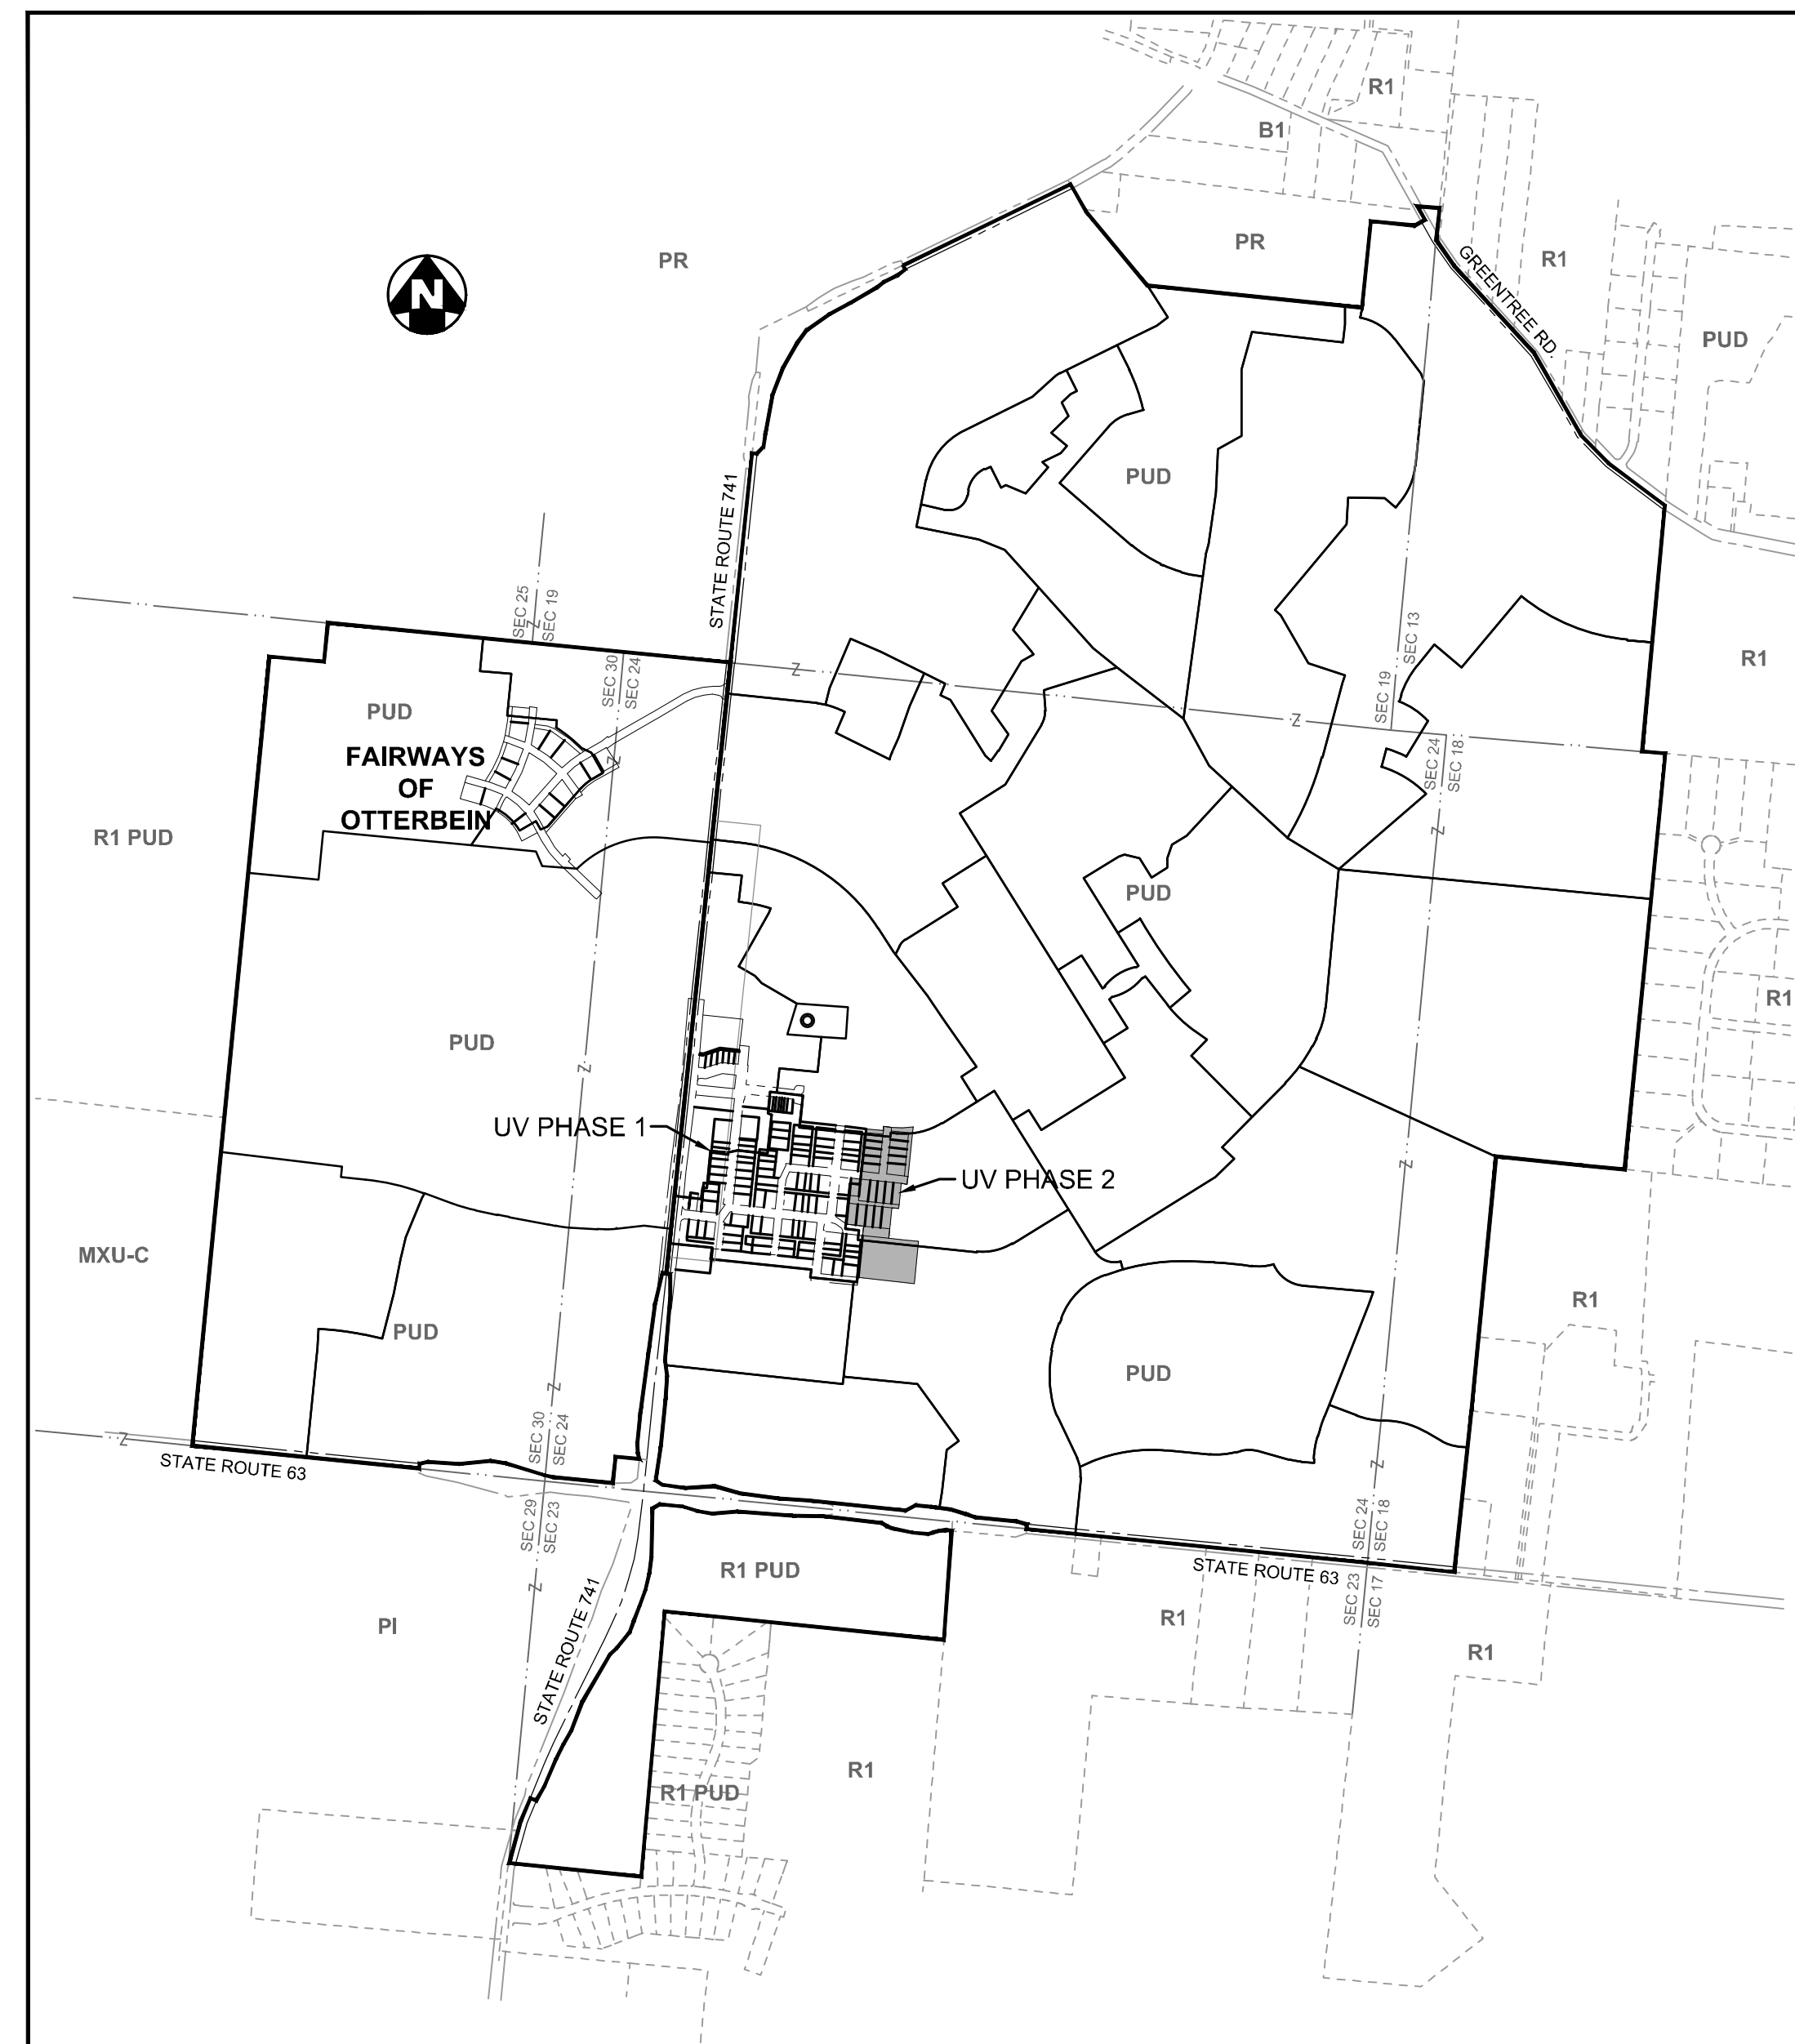 R1
B1
PR
R1
PR
N
GREENTREE RD.
PUD
PUD
STATE ROUTE 741
SEC 25
SEC 19
Z
SEC 13
SEC 19
R1
SEC 30
SEC 24
Z
Z
PUD
SEC 24
SEC 18
FAIRWAYS
OF
OTTERBEIN
Z
R1 PUD
Z
PUD
R1
PUD
Z
UV PHASE 1
UV PHASE 2
Z
MXU-C
R1
PUD
PUD
Z
SEC 30
SEC 24
Z
STATE ROUTE 63
Z
SEC 29
SEC 23
SEC 24
SEC 18
Z
R1 PUD
STATE ROUTE 63
SEC 23
SEC 17
STATE ROUTE 741
PI
R1
R1
R1
R1 PUD